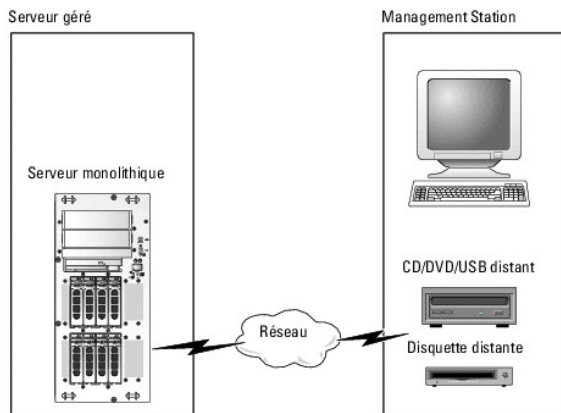 Serveur géré
Management Station
Serveur monolithique
CD/DVD/USB distant
Réseau
Disquette distante